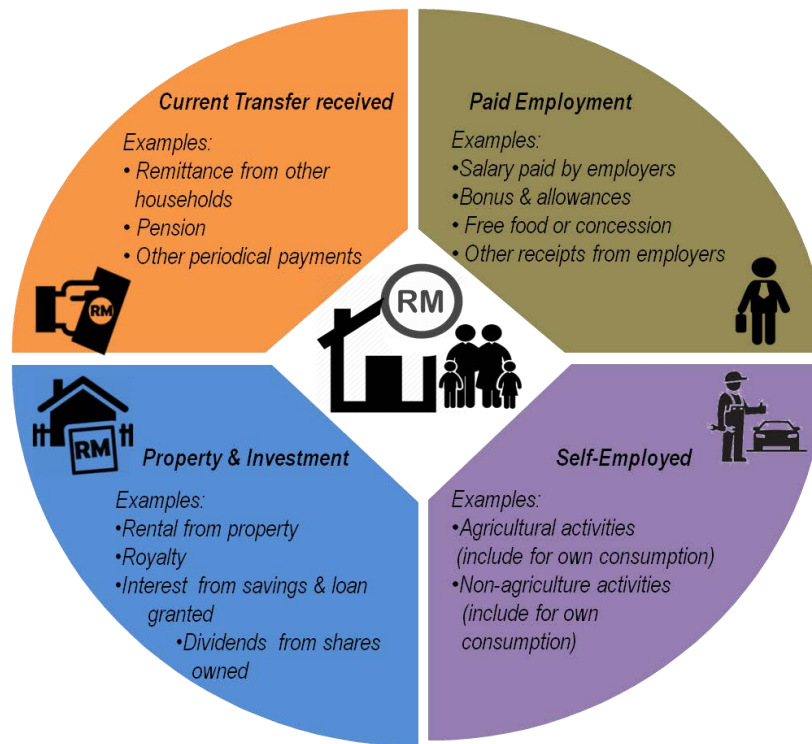 Current Transfer received
Examples:
• Remittance from other
households
• Pension
• Other periodical payments
RM
Paid Employment
Examples:
•Salary paid by employers
•Bonus & allowances
• Free food or concession
• Other receipts from employers
RM
RM
Property & Investment
Examples:
•Rental from property
•Royalty
•Interest from savings & loan
granted
•Dividends from shares
owned
Self-Employed
Examples:
•Agricultural activities
(include for own consumption)
•Non-agriculture activities
(include for own
consumption)